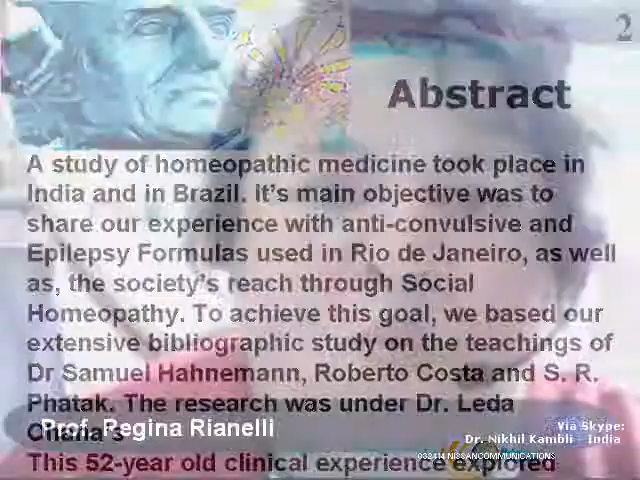 2
Abstract
A study of homeopathic medicine took place in
India and in Brazil. It's main objective was to
share our experience with anti-convulsive and
Epilepsy Formulas used in Rio de Janeiro, as well
as, the society's reach through Social
Homeopathy. To achieve this goal, we based our
extensive bibliographic study on the teachings of
Dr Samuel Hahnemann, Roberto Costa and S. R.
Phatak. The research was under Dr. Leda
Prof. Regina Rianelli
Via Skype:
Dr. Nikhil Kambli - India
032414 NISSANCOMMUNICATIONS
This 52-year old clinical experience explored